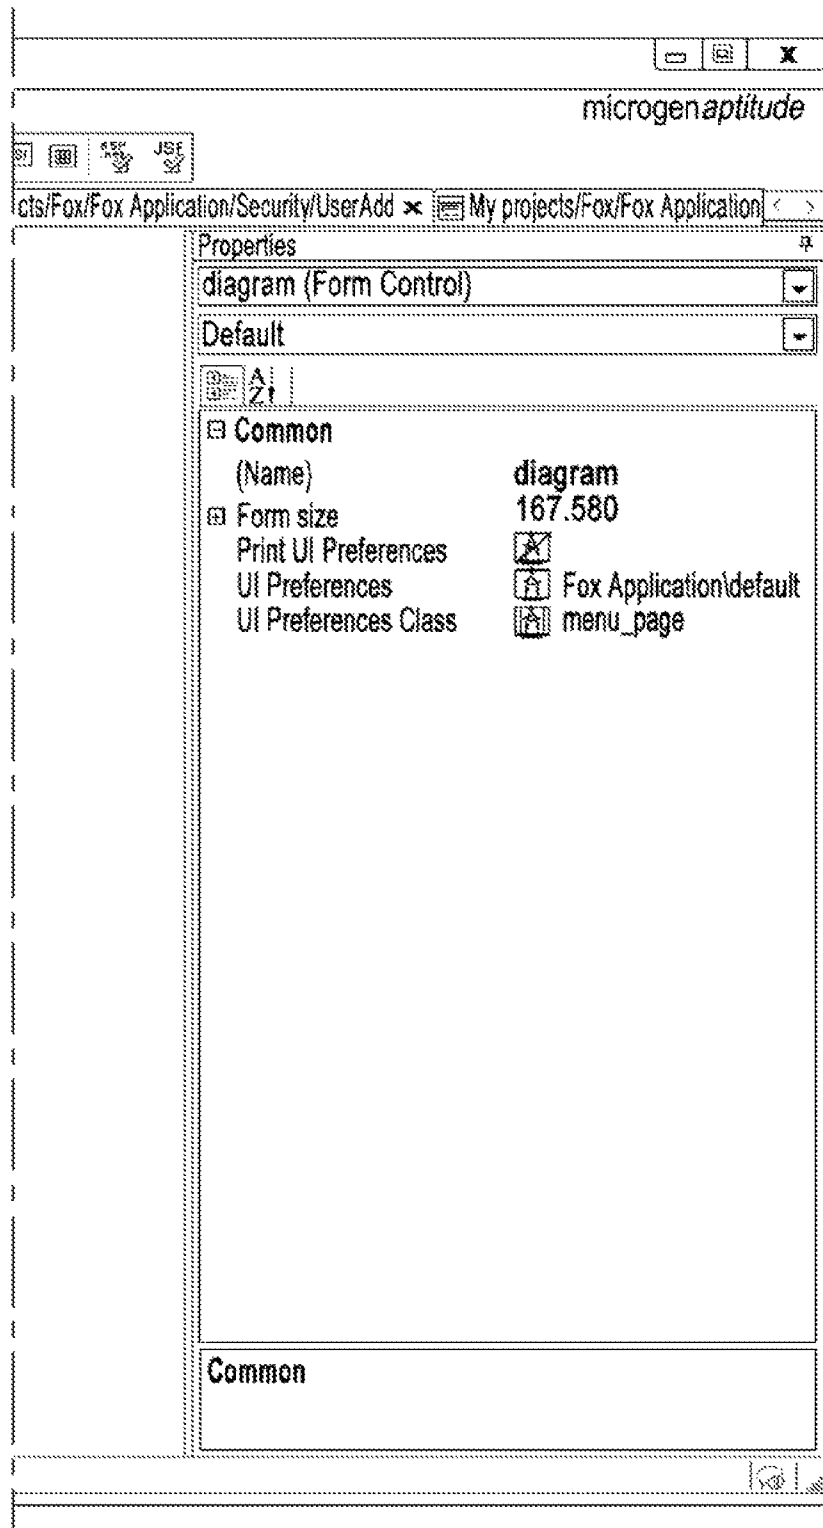 microgenaptitude
JSF
cts/Fox/Fox Application/Security/UserAdd × My projects/Fox/Fox Application < >
Properties
diagram (Form Control)
Default
A
Z
Common
(Name) diagram
Form size 167.580
Print UI Preferences
UI Preferences Fox Application\default
UI Preferences Class menu_page
Common